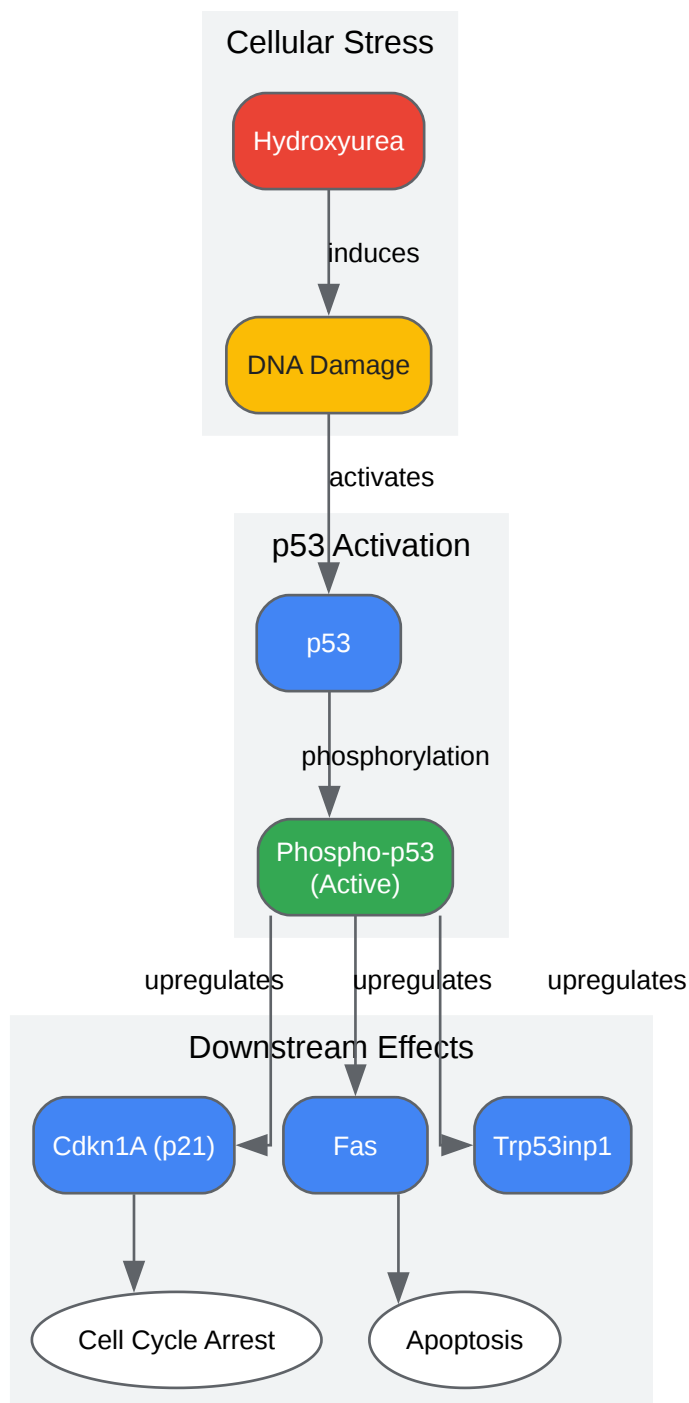 Cellular Stress
Hydroxyurea
induces
DNA Damage
activates
p53 Activation
p53
phosphorylation
Phospho-p53
(Active)
upregulates
upregulates
upregulates
Downstream Effects
Cdkn1A (p21)
Fas
Trp53inp1
Cell Cycle Arrest
Apoptosis